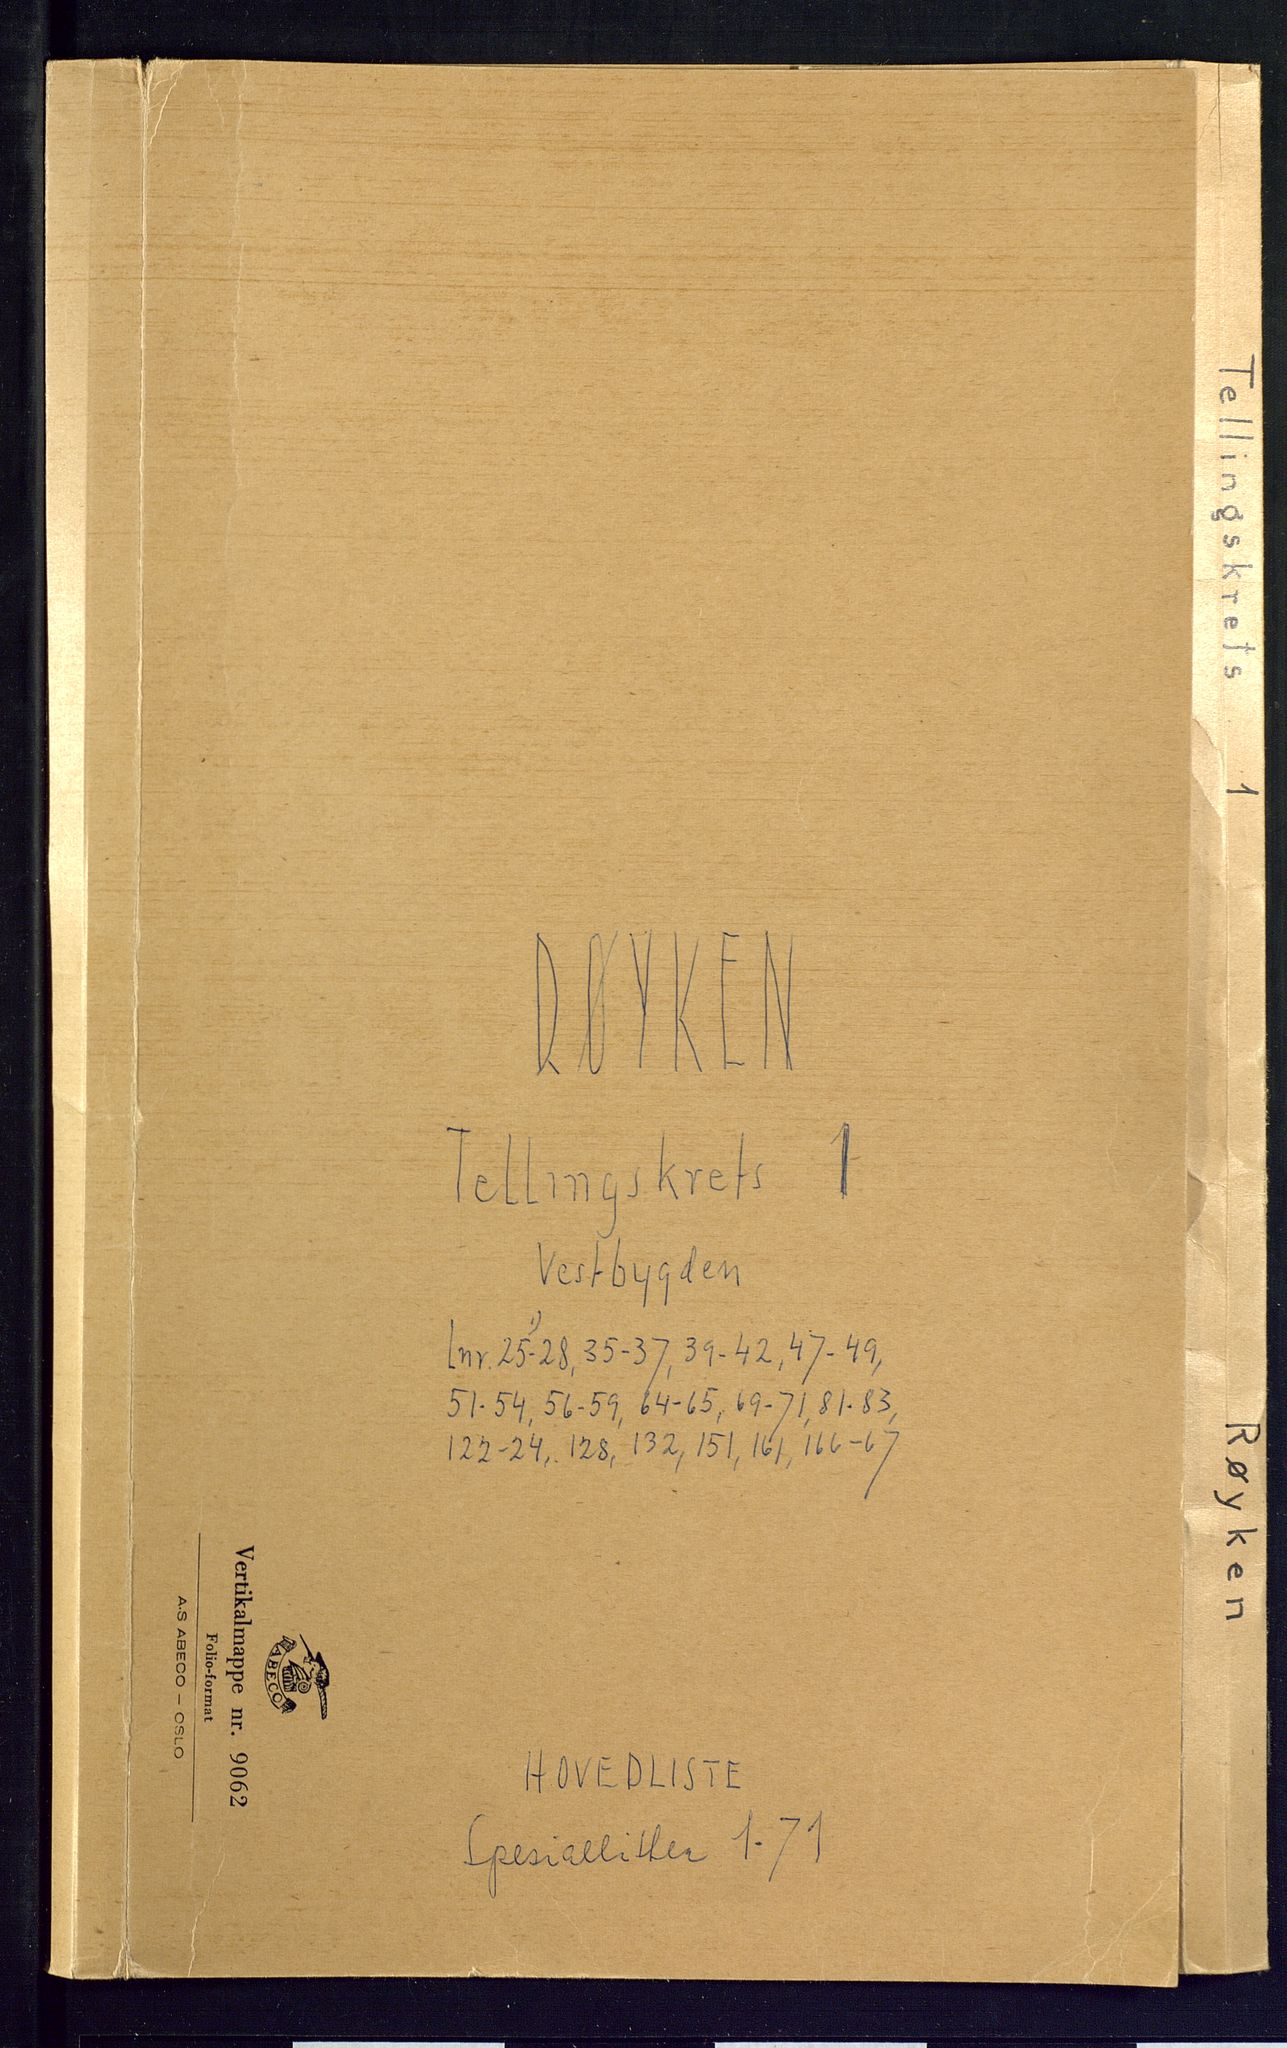 RØYKEN
Tellingskrets 1
Vestbygden
Lnr. 25¹⁾-28, 35-37, 39-42, 47-49,
51-54, 56-59, 64-65, 69-71, 81-83,
122-24, 128, 132, 151, 161, 166-67
HOVEDLISTE
Spesiallister 1-71
ABECO
Vertikalmappe nr. 9062
Folio-format
A.S ABECO – OSLO
Tellingskrets 1 Røyken